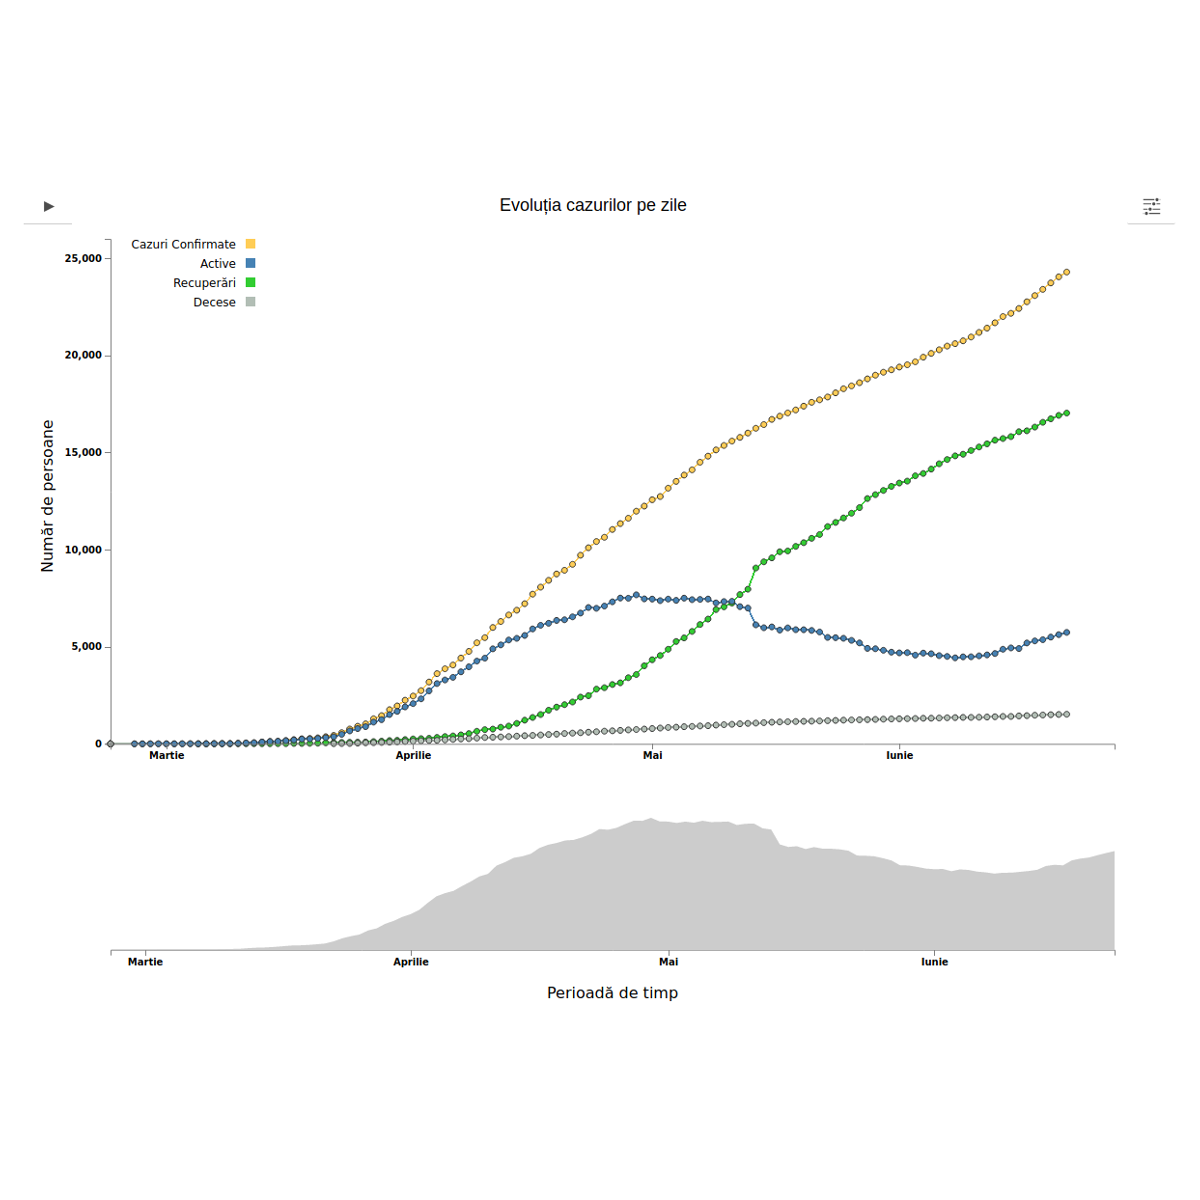 Evoluția cazurilor pe zile
Cazuri Confirmate
Active
Recuperări
Decese
25,000
20,000
15,000
10,000
5,000
0
Număr de persoane
Martie Aprilie Mai Iunie
Martie Aprilie Mai Iunie
Perioadă de timp